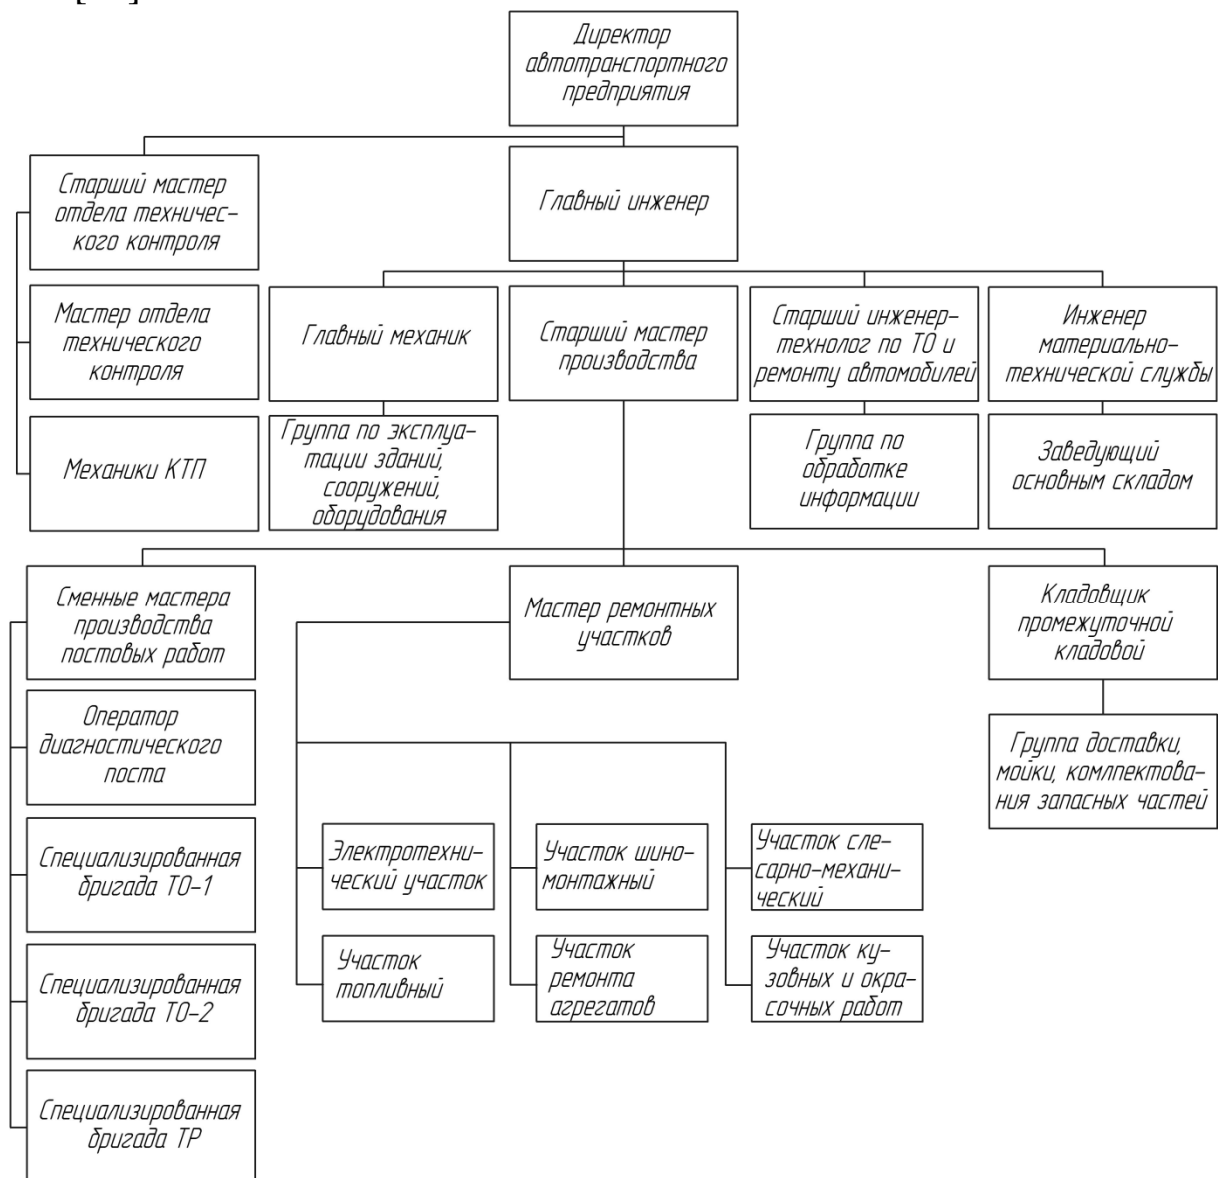 Директор
автотранспортного
предприятия
Старший мастер
отдела техничес-
кого контроля
Главный инженер
Мастер отдела
технического
контроля
Главный механик
Старший мастер
производства
Старший инженер-
технолог по ТО и
ремонту автомобилей
Инженер
материально-
технической службы
Механики КТП
Группа по эксплуа-
тации зданий,
сооружений,
оборудования
Группа по
обработке
информации
Заведующий
основным складом
Сменные мастера
производства
постовых работ
Мастер ремонтных
участков
Кладовщик
промежуточной
кладовой
Оператор
диагностического
поста
Группа доставки,
мойки, комлпектова-
ния запасных частей
Специализированная
бригада ТО-1
Электротехни-
ческий участок
Участок шино-
монтажный
Участок сле-
сарно-механи-
ческий
Специализированная
бригада ТО-2
Участок
топливный
Участок
ремонта
агрегатов
Участок ку-
зовных и окра-
сочных работ
Специализированная
бригада ТР